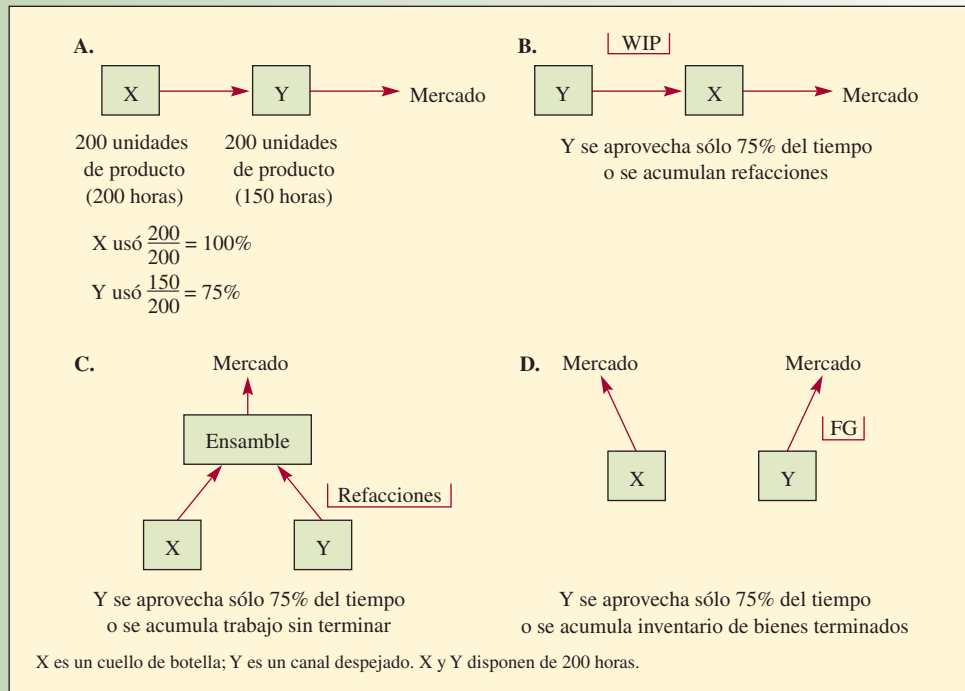 A.
X
Y
Mercado
200 unidades
de producto
(200 horas)
200 unidades
de producto
(150 horas)
X usó 200/200 = 100%
Y usó 150/200 = 75%
B.
WIP
Y
X
Mercado
Y se aprovecha sólo 75% del tiempo
o se acumulan refacciones
C.
Mercado
Ensamble
Refacciones
X
Y
Y se aprovecha sólo 75% del tiempo
o se acumula trabajo sin terminar
D.
Mercado
Mercado
FG
X
Y
Y se aprovecha sólo 75% del tiempo
o se acumula inventario de bienes terminados
X es un cuello de botella; Y es un canal despejado. X y Y disponen de 200 horas.